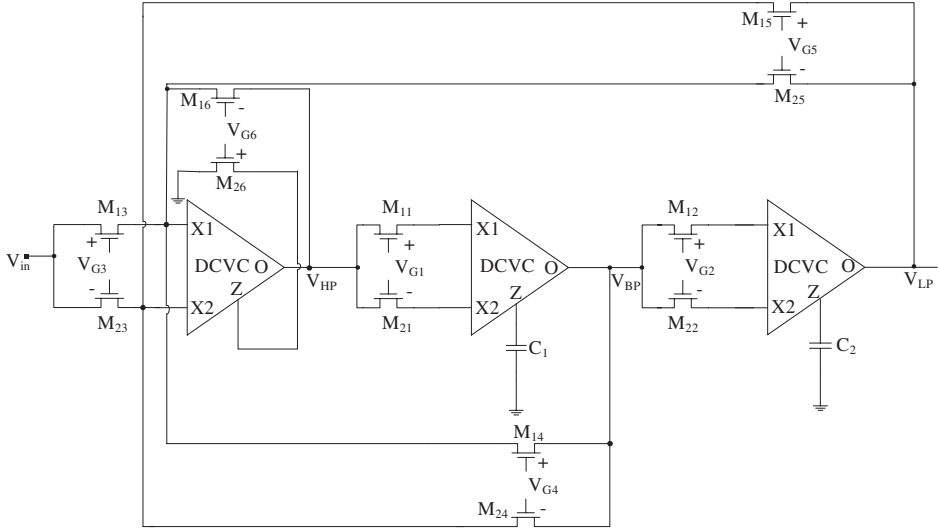 M15 +
VG5
-
M25
M16 -
VG6
+
M26
M13
Vin
+
VG3
-
M23
X1
DCVC O
Z
X2
VHP
M11
+
VG1
-
M21
X1
DCVC O
Z
X2
C1
VBP
M12
+
VG2
-
M22
X1
DCVC O
Z
X2
C2
VLP
M14
+
VG4
M24 -